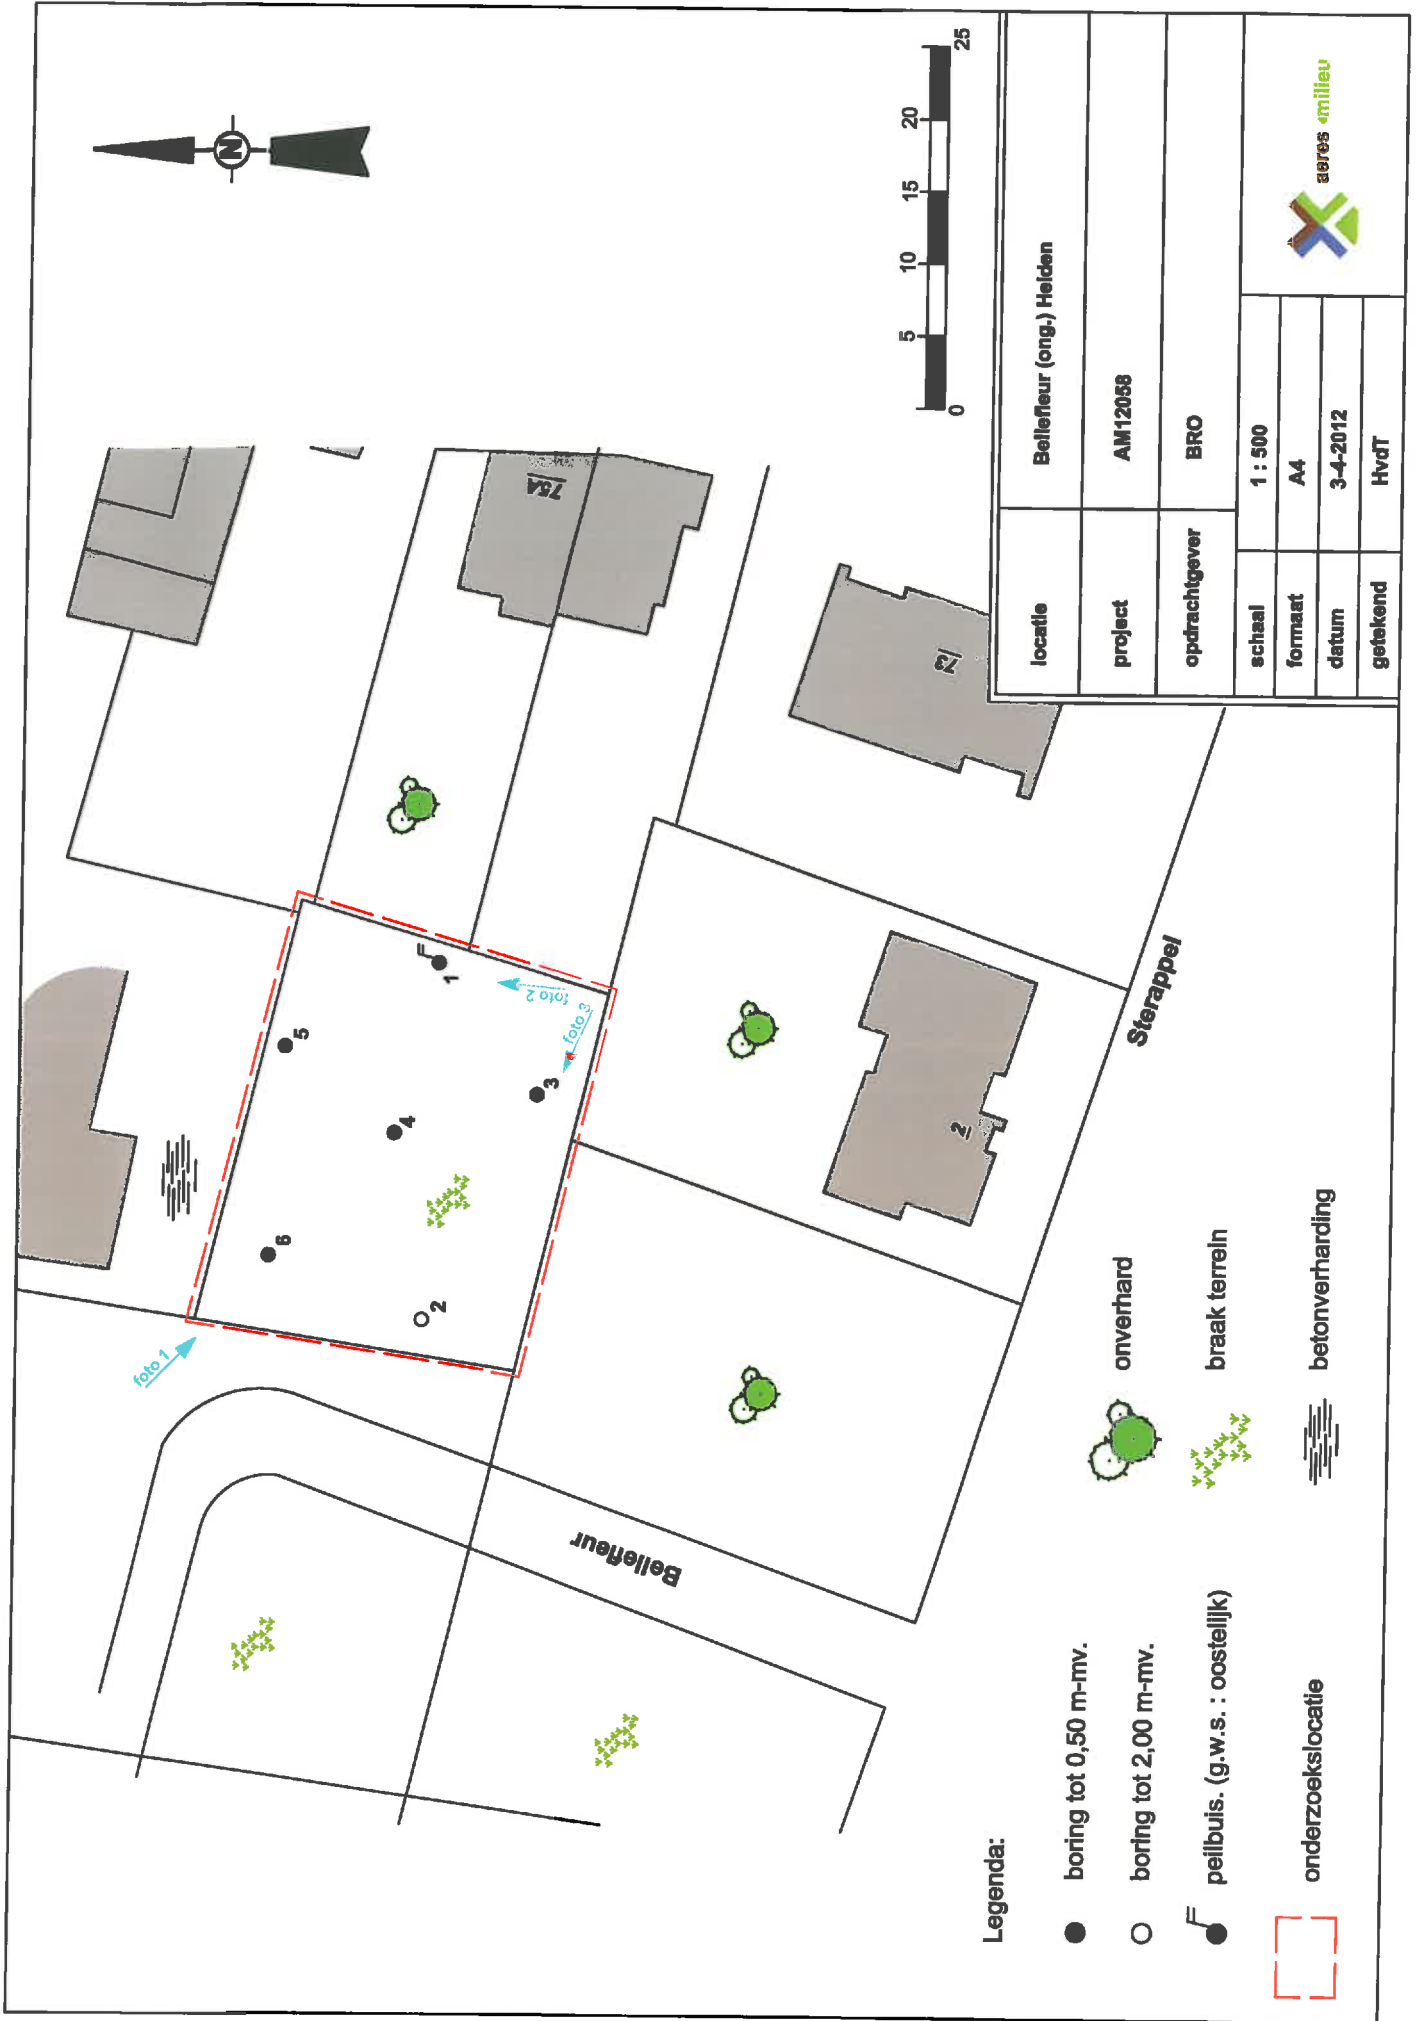 N
75A
73
2
1
2
3
4
5
6
foto 1
foto 2
foto 3
Bellefleur
Sterappel
0 5 10 15 20 25
Legenda:
boring tot 0,50 m-mv.
boring tot 2,00 m-mv.
peilbuis. (g.w.s. : oostelijk)
onderzoekslocatie
onverhard
braak terrein
betonverharding
locatie Bellefleur (ong.) Helden
project AM12058
opdrachtgever BRO
schaal 1 : 500
formaat A4
datum 3-4-2012
getekend HvdT
aeres milieu